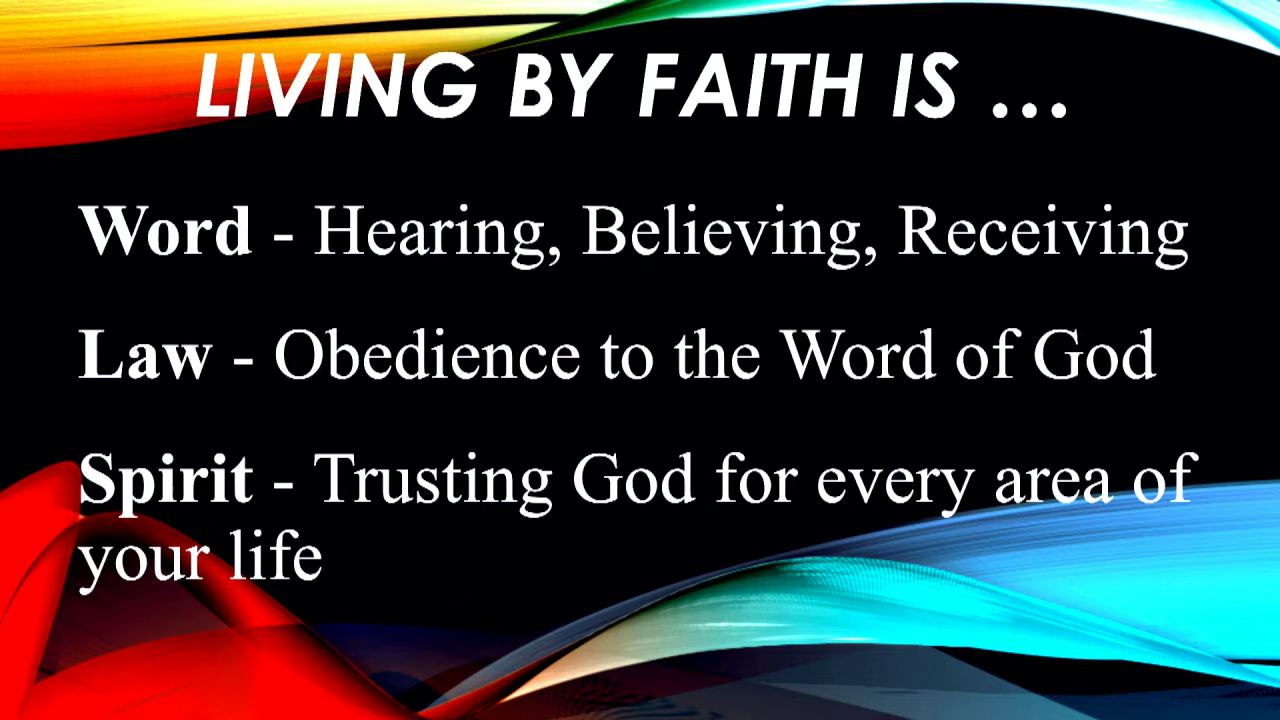 LIVING BY FAITH IS ...
Word - Hearing, Believing, Receiving
Law - Obedience to the Word of God
Spirit - Trusting God for every area of
your life